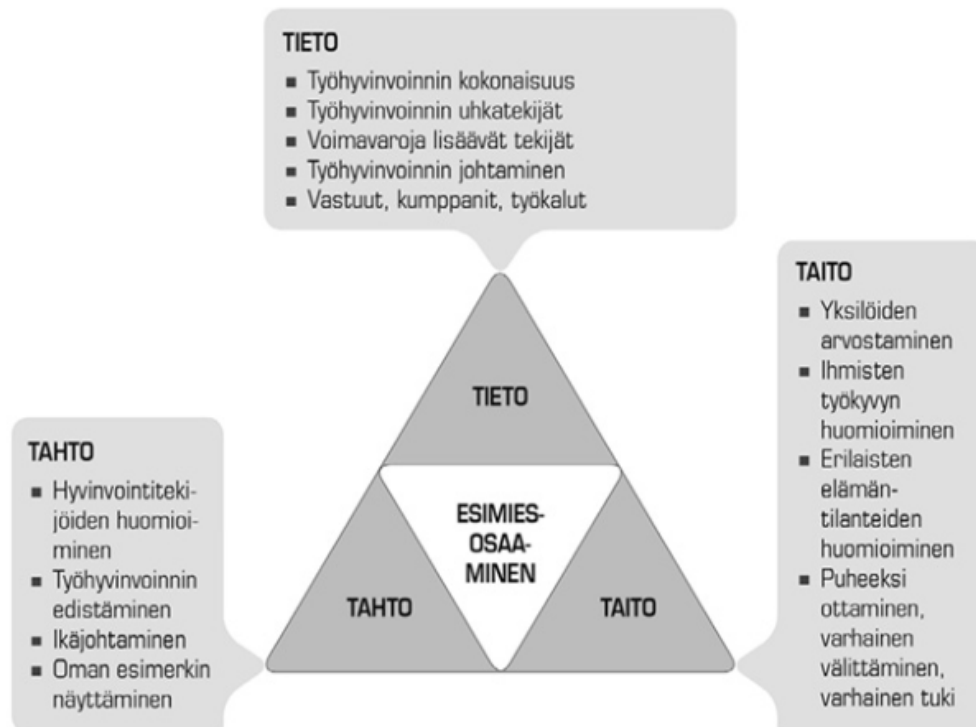 TIETO
▪ Työhyvinvoinnin kokonaisuus
▪ Työhyvinvoinnin uhkatekijät
▪ Voimavaroja lisäävät tekijät
▪ Työhyvinvoinnin johtaminen
▪ Vastuut, kumppanit, työkalut
TAITO
▪ Yksilöiden
arvostaminen
▪ Ihmisten
työkyvyn
huomioiminen
▪ Erilaisten
elämän-
tilanteiden
huomioiminen
▪ Puheeksi
ottaminen,
varhainen
välittäminen,
varhainen tuki
TAHTO
▪ Hyvinvointiteki-
jöiden huomioi-
minen
▪ Työhyvinvoinnin
edistäminen
▪ Ikäjohtaminen
▪ Oman esimerkin
näyttäminen
TIETO
ESIMIES-
OSAA-
MINEN
TAHTO
TAITO